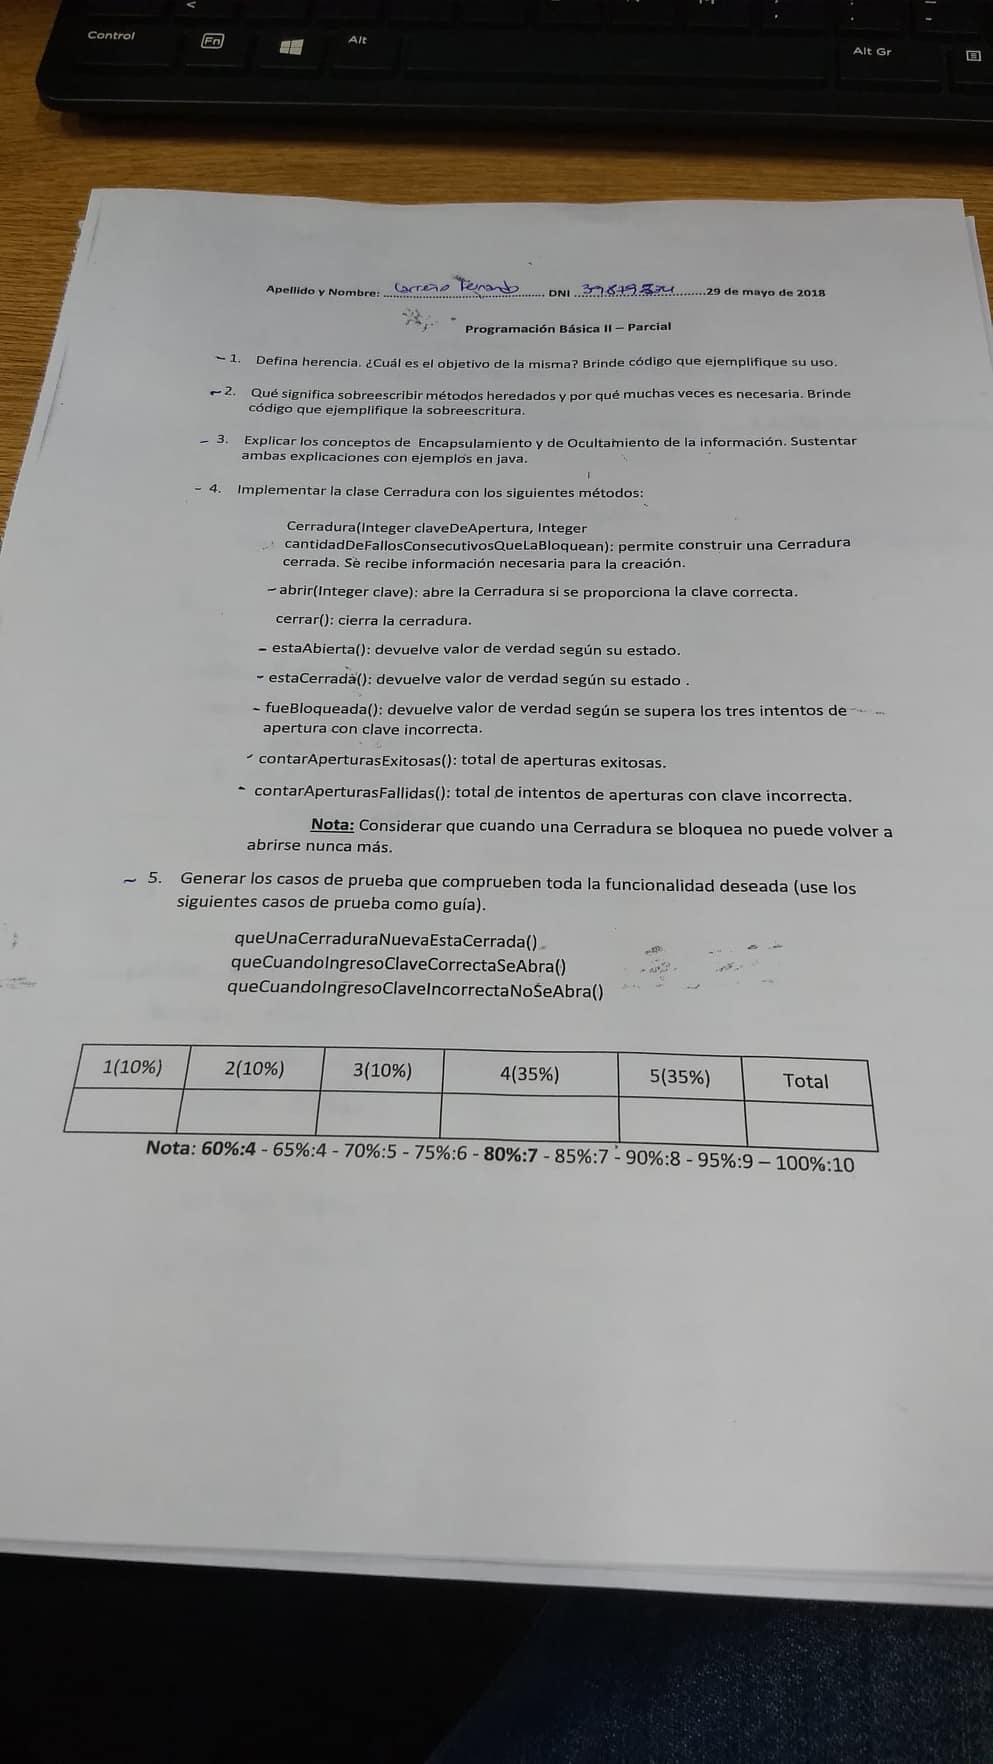 Control Fn Alt Alt Gr
Apellido y Nombre: Carreño Fernando DNI 29 de mayo de 2018
Programación Básica II – Parcial
1. Defina herencia. ¿Cuál es el objetivo de la misma? Brinde código que ejemplifique su uso.
2. Qué significa sobreescribir métodos heredados y por qué muchas veces es necesaria. Brinde
código que ejemplifique la sobreescritura.
3. Explicar los conceptos de Encapsulamiento y de Ocultamiento de la información. Sustentar
ambas explicaciones con ejemplos en java.
4. Implementar la clase Cerradura con los siguientes métodos:
Cerradura(Integer claveDeApertura, Integer
cantidadDeFallosConsecutivosQueLaBloquean): permite construir una Cerradura
cerrada. Se recibe información necesaria para la creación.
abrir(Integer clave): abre la Cerradura si se proporciona la clave correcta.
cerrar(): cierra la cerradura.
estaAbierta(): devuelve valor de verdad según su estado.
estaCerrada(): devuelve valor de verdad según su estado .
fueBloqueada(): devuelve valor de verdad según se supera los tres intentos de
apertura con clave incorrecta.
contarAperturasExitosas(): total de aperturas exitosas.
contarAperturasFallidas(): total de intentos de aperturas con clave incorrecta.
Nota: Considerar que cuando una Cerradura se bloquea no puede volver a
abrirse nunca más.
5. Generar los casos de prueba que comprueben toda la funcionalidad deseada (use los
siguientes casos de prueba como guía).
queUnaCerraduraNuevaEstaCerrada()
queCuandoIngresoClaveCorrectaSeAbra()
queCuandoIngresoClaveIncorrectaNoSeAbra()
1(10%) 2(10%) 3(10%) 4(35%) 5(35%) Total
Nota: 60%:4 - 65%:4 - 70%:5 - 75%:6 - 80%:7 - 85%:7 - 90%:8 - 95%:9 – 100%:10